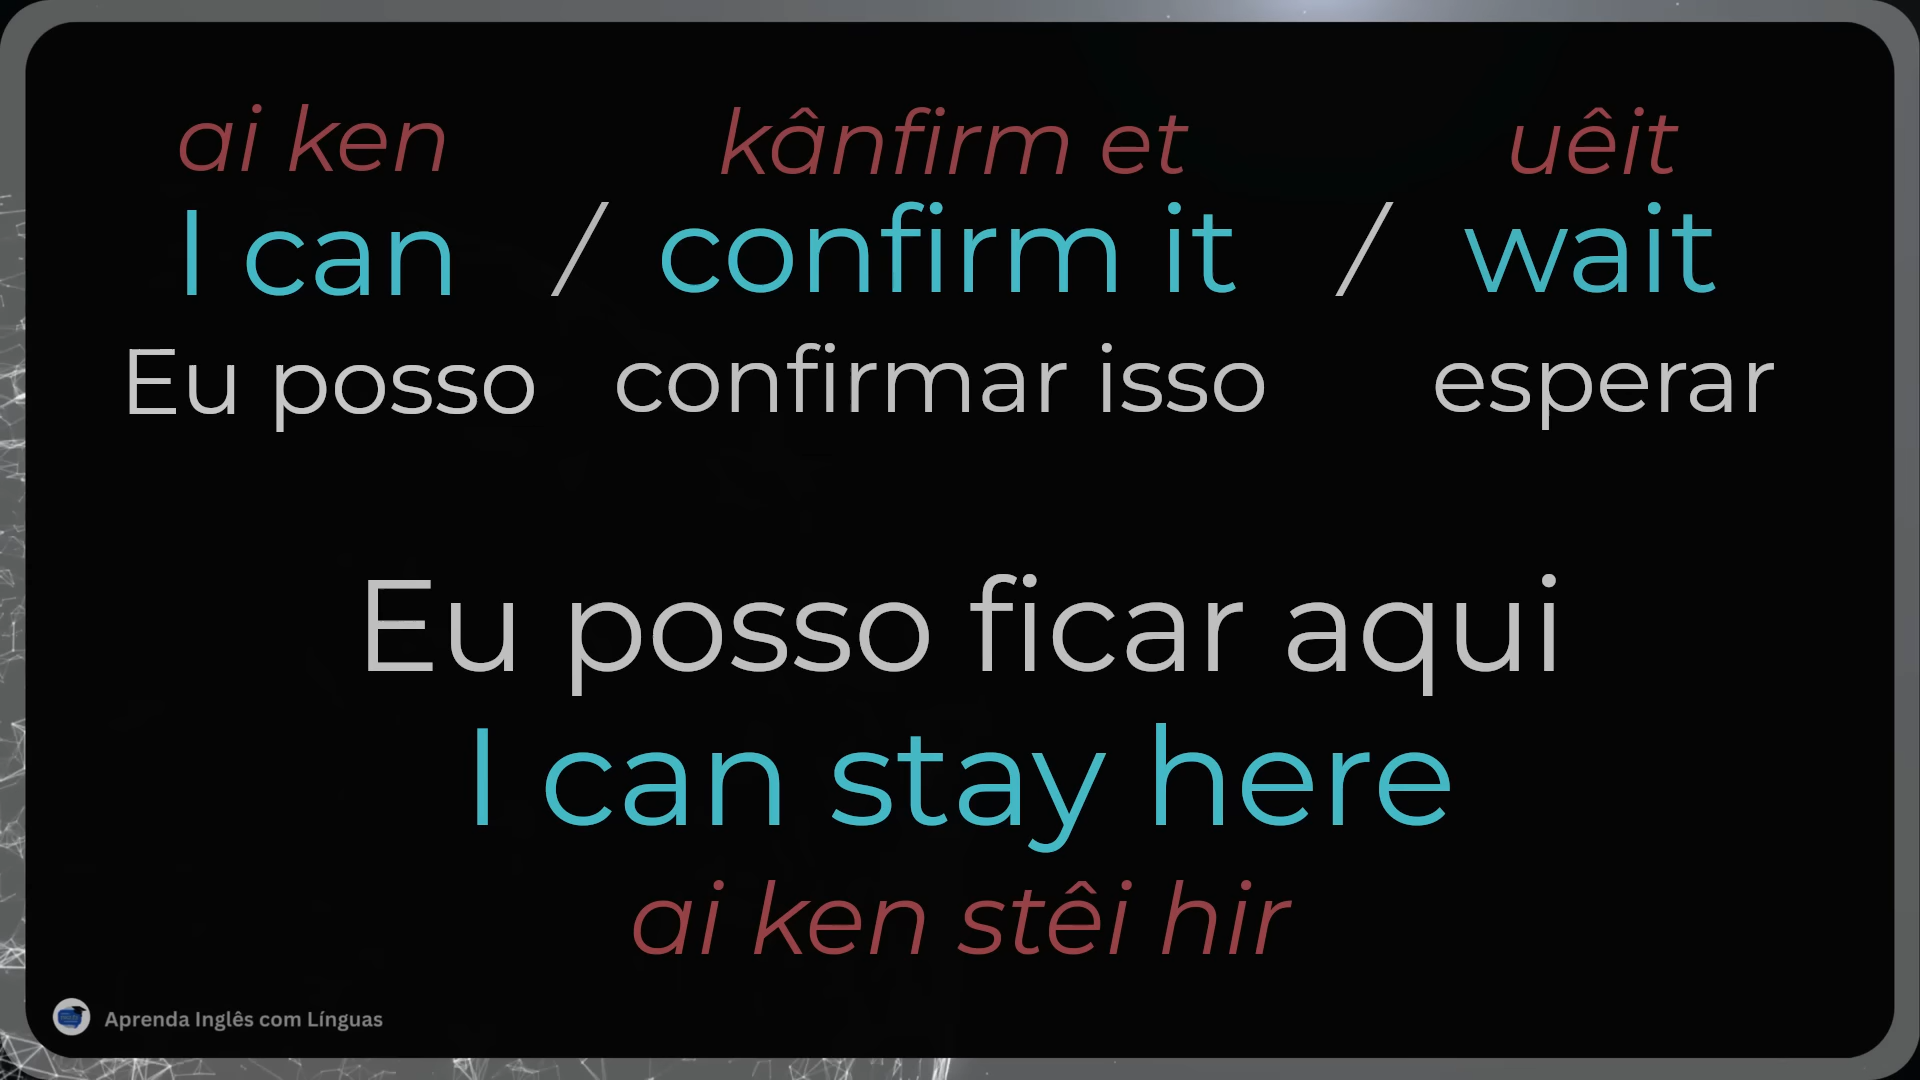 ai ken kânfirm et uêit
I can / confirm it / wait
Eu posso confirmar isso esperar
Eu posso ficar aqui
I can stay here
ai ken stêi hir
Aprenda Inglês com Línguas